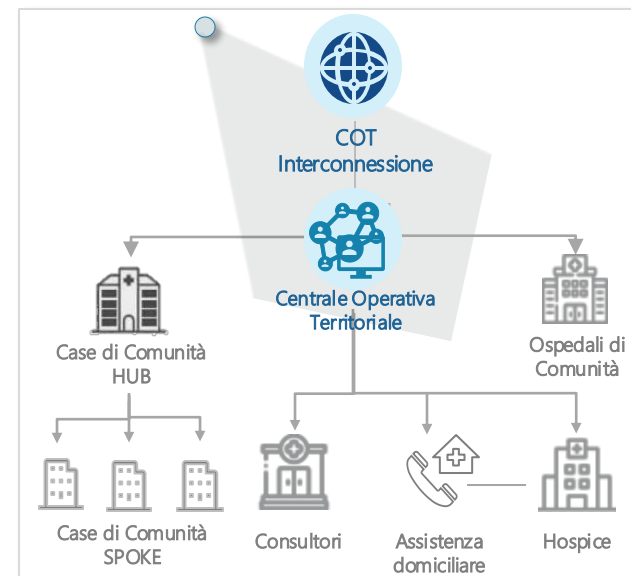 COT
Interconnessione
Centrale Operativa
Territoriale
Case di Comunità
HUB
Ospedali di
Comunità
Case di Comunità
SPOKE
Consultori
Assistenza
domiciliare
Hospice